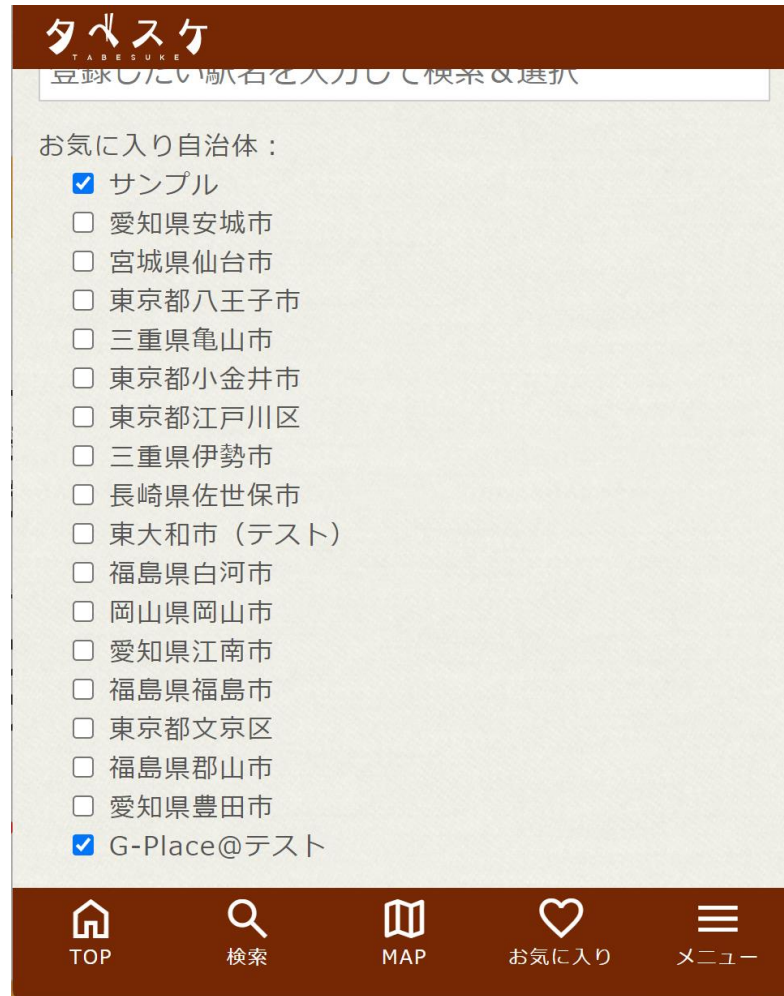 タベスケ
TABESUKE
登録したい駅名を入力して検索&選択
お気に入り自治体：
サンプル
愛知県安城市
宮城県仙台市
東京都八王子市
三重県亀山市
東京都小金井市
東京都江戸川区
三重県伊勢市
長崎県佐世保市
東大和市（テスト）
福島県白河市
岡山県岡山市
愛知県江南市
福島県福島市
東京都文京区
福島県郡山市
愛知県豊田市
G-Place@テスト
TOP
検索
MAP
お気に入り
メニュー